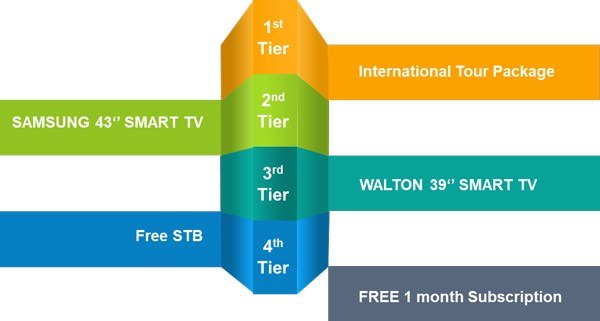 1st
Tier
International Tour Package
2nd
Tier
SAMSUNG 43‘’ SMART TV
3rd
Tier
WALTON 39‘’ SMART TV
Free STB
4th
Tier
FREE 1 month Subscription